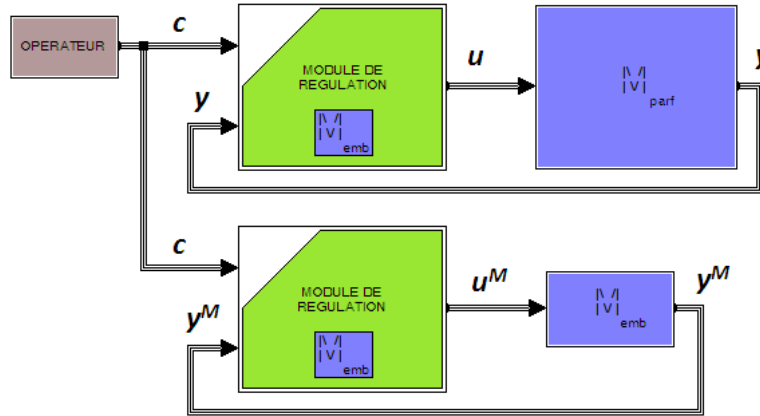 OPERATEUR
c
y
MODULE DE
REGULATION
|\ /|
| V |
emb
u
|\ /|
| V |
parf
y
c
y^M
MODULE DE
REGULATION
|\ /|
| V |
emb
u^M
|\ /|
| V |
emb
y^M